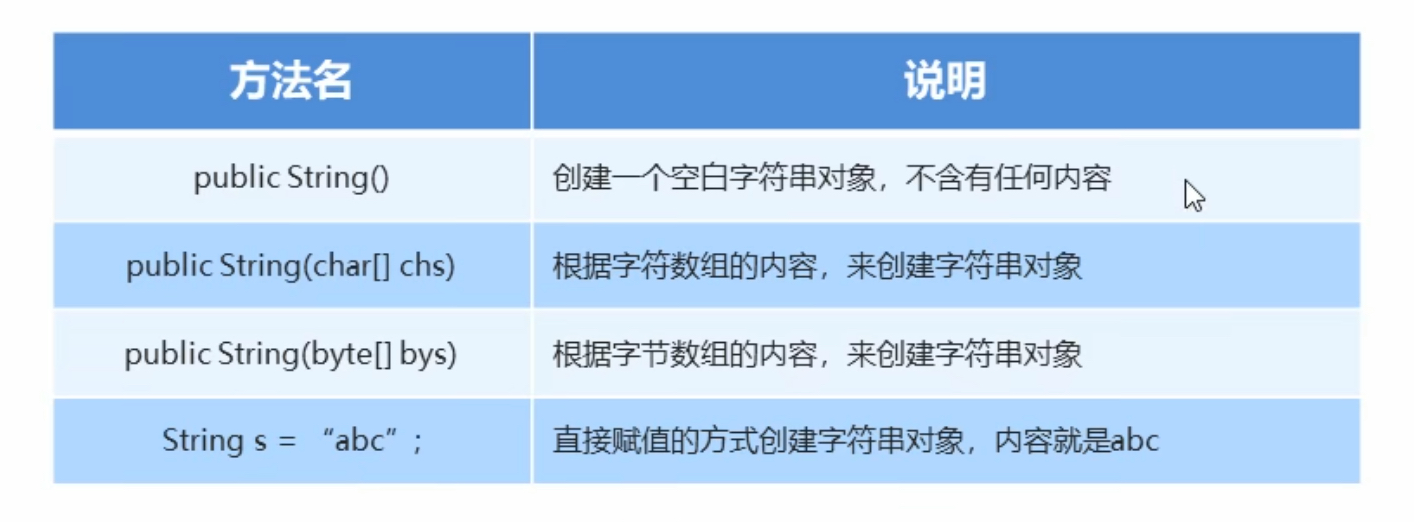 方法名 说明
public String() 创建一个空白字符串对象，不含有任何内容
public String(char[] chs) 根据字符数组的内容，来创建字符串对象
public String(byte[] bys) 根据字节数组的内容，来创建字符串对象
String s = “abc”; 直接赋值的方式创建字符串对象，内容就是abc